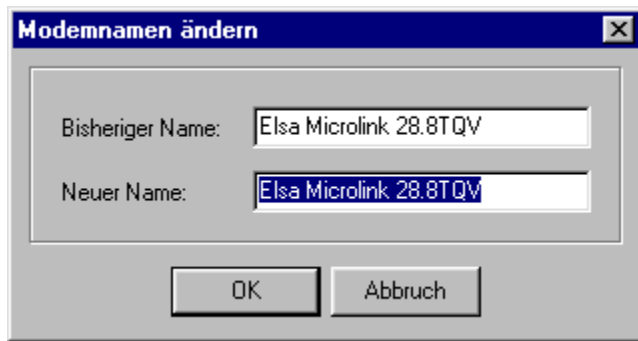 Modemnamen ändern
Bisheriger Name: Elsa Microlink 28.8TQV
Neuer Name: Elsa Microlink 28.8TQV
OK Abbruch